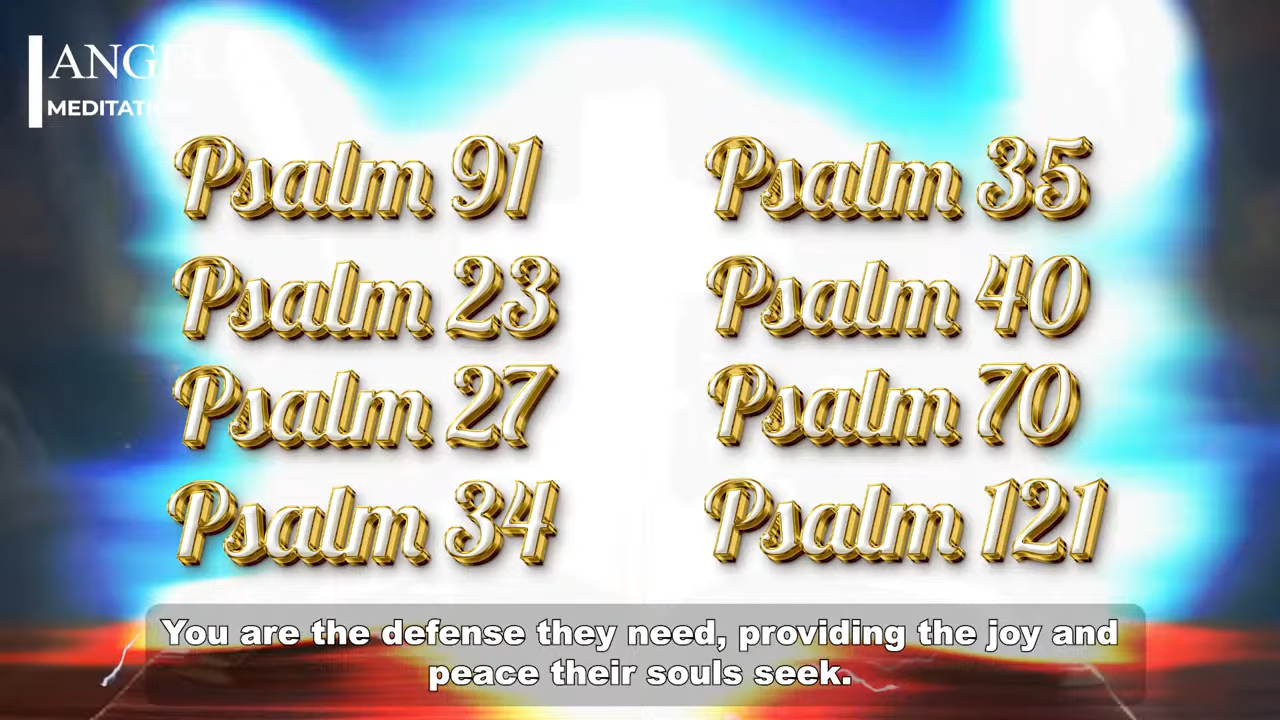 MEDITATION
Psalm 91
Psalm 23
Psalm 27
Psalm 34
Psalm 35
Psalm 40
Psalm 70
Psalm 121
You are the defense they need, providing the joy and
peace their souls seek.